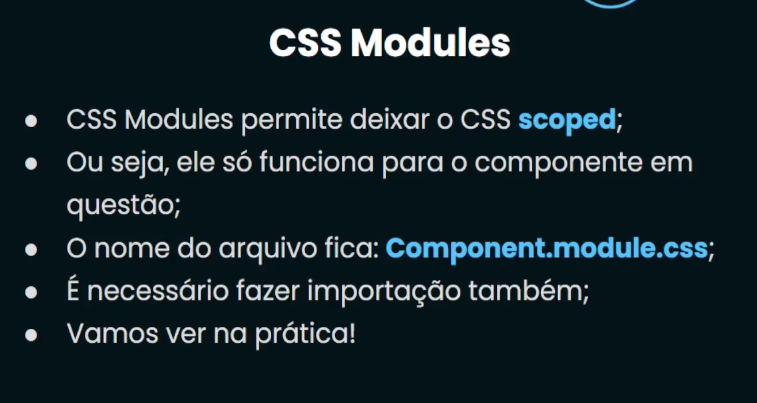 CSS Modules
● CSS Modules permite deixar o CSS scoped;
● Ou seja, ele só funciona para o componente em
questão;
● O nome do arquivo fica: Component.module.css;
● É necessário fazer importação também;
● Vamos ver na prática!